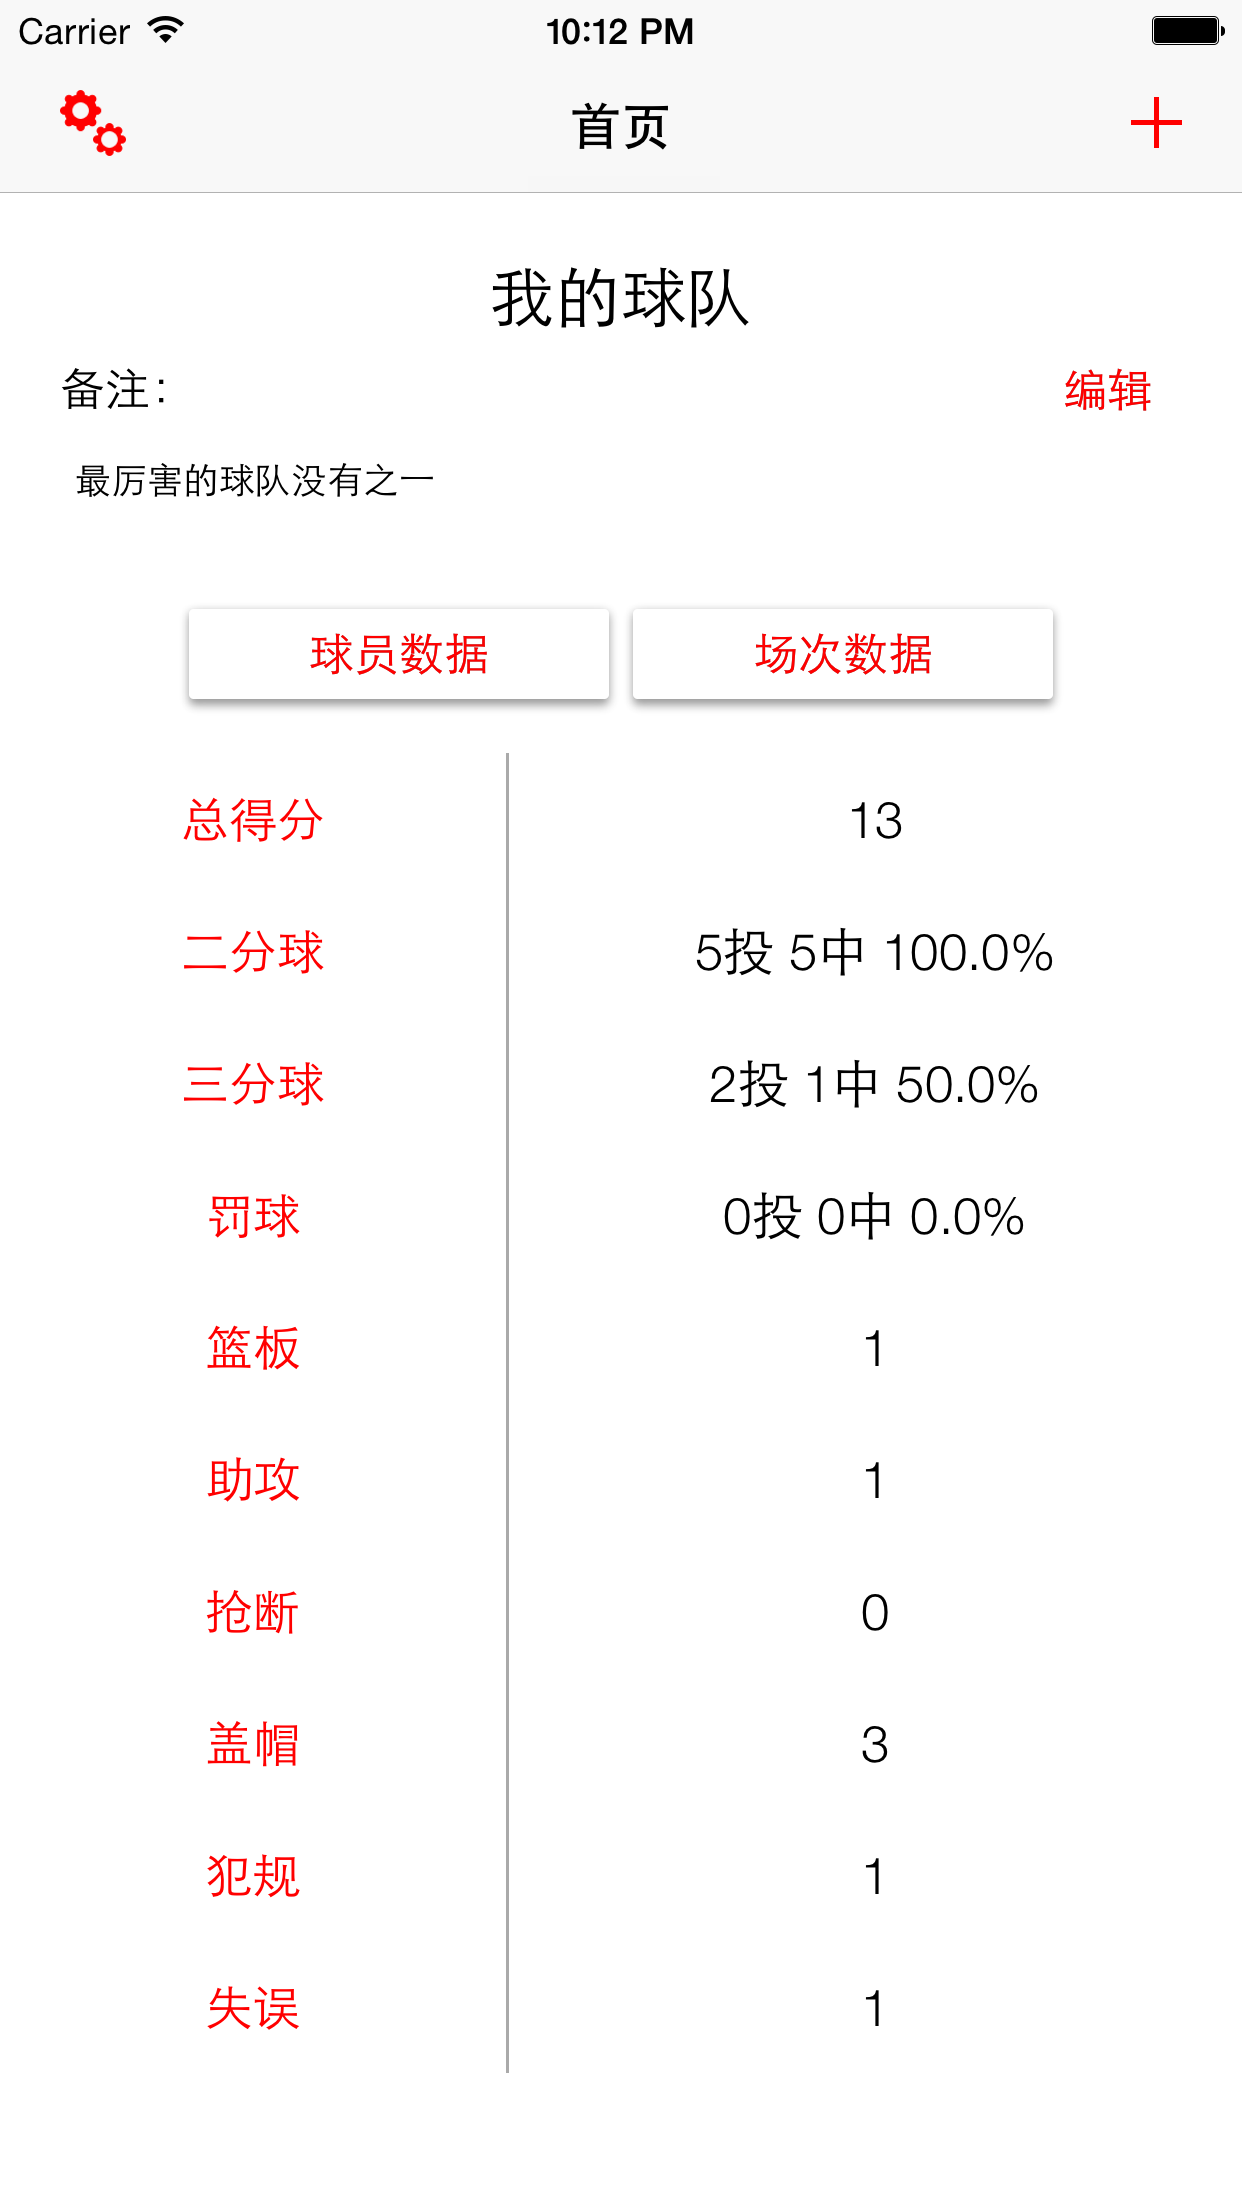 Carrier 10:12 PM
首页
我的球队
备注: 编辑
最厉害的球队没有之一
球员数据 场次数据
总得分 13
二分球 5投 5中 100.0%
三分球 2投 1中 50.0%
罚球 0投 0中 0.0%
篮板 1
助攻 1
抢断 0
盖帽 3
犯规 1
失误 1